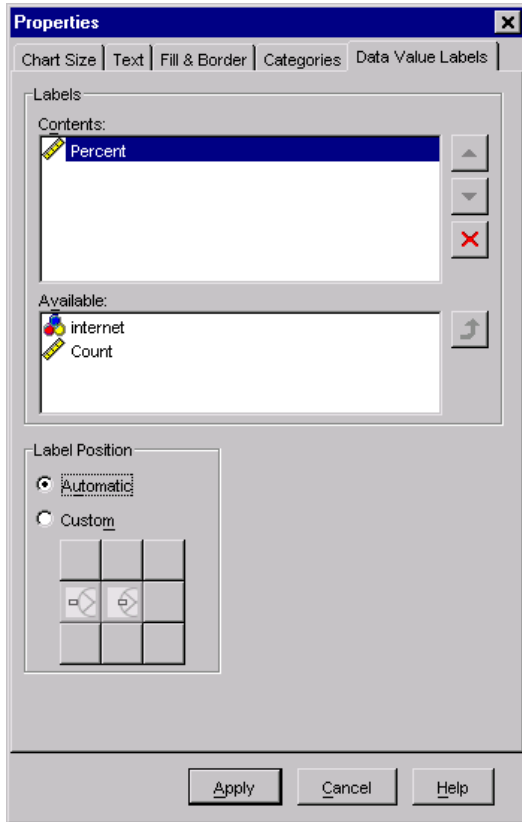 Properties
Chart Size Text Fill & Border Categories Data Value Labels
Labels
Contents:
Percent
Available:
internet
Count
Label Position
Automatic
Custom
Apply Cancel Help